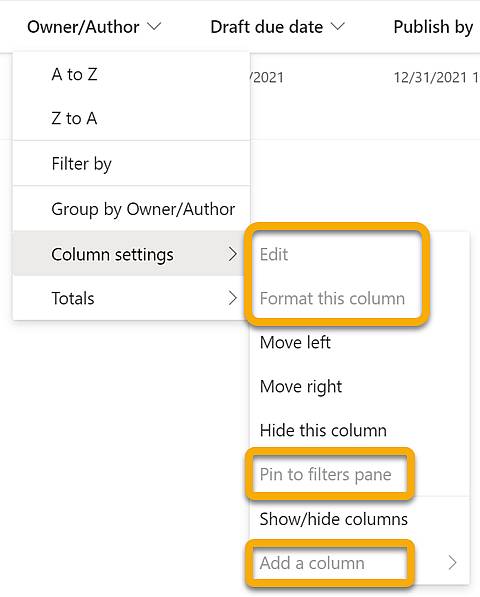 Owner/Author Draft due date Publish by
A to Z
/2021 12/31/2021 1
Z to A
Filter by
Group by Owner/Author
Column settings
Edit
Totals
Format this column
Move left
Move right
Hide this column
Pin to filters pane
Show/hide columns
Add a column